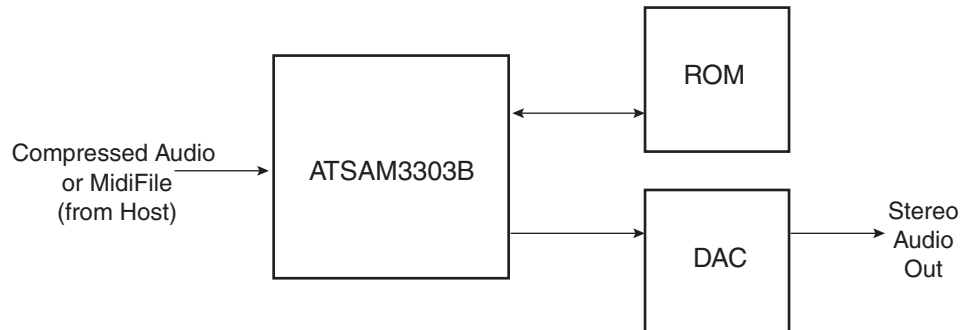 Compressed Audio
or MidiFile
(from Host)
ATSAM3303B
ROM
DAC
Stereo
Audio
Out